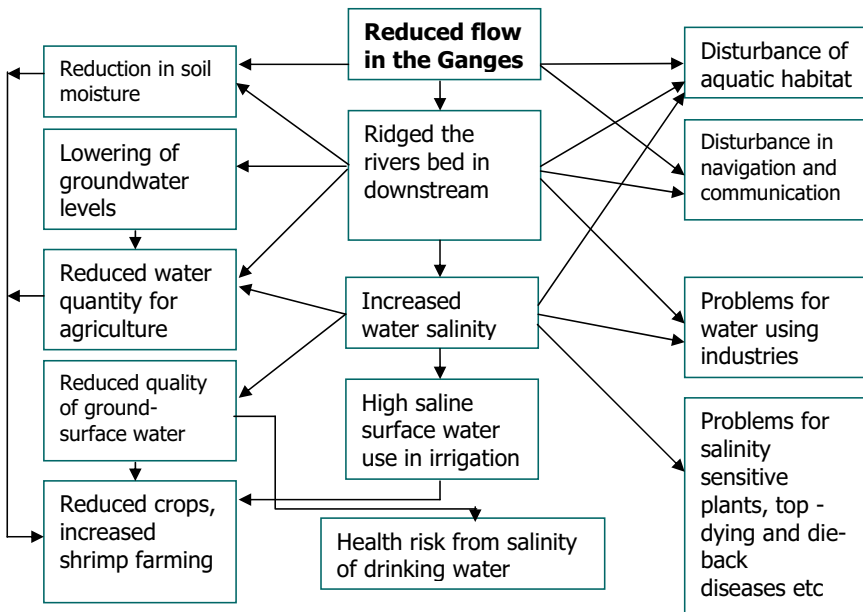 Reduced flow
in the Ganges
Reduction in soil
moisture
Disturbance of
aquatic habitat
Ridged the
rivers bed in
downstream
Lowering of
groundwater
levels
Disturbance in
navigation and
communication
Reduced water
quantity for
agriculture
Increased
water salinity
Problems for
water using
industries
Reduced quality
of ground-
surface water
High saline
surface water
use in irrigation
Problems for
salinity
sensitive
plants, top -
dying and die-
back
diseases etc
Reduced crops,
increased
shrimp farming
Health risk from salinity
of drinking water